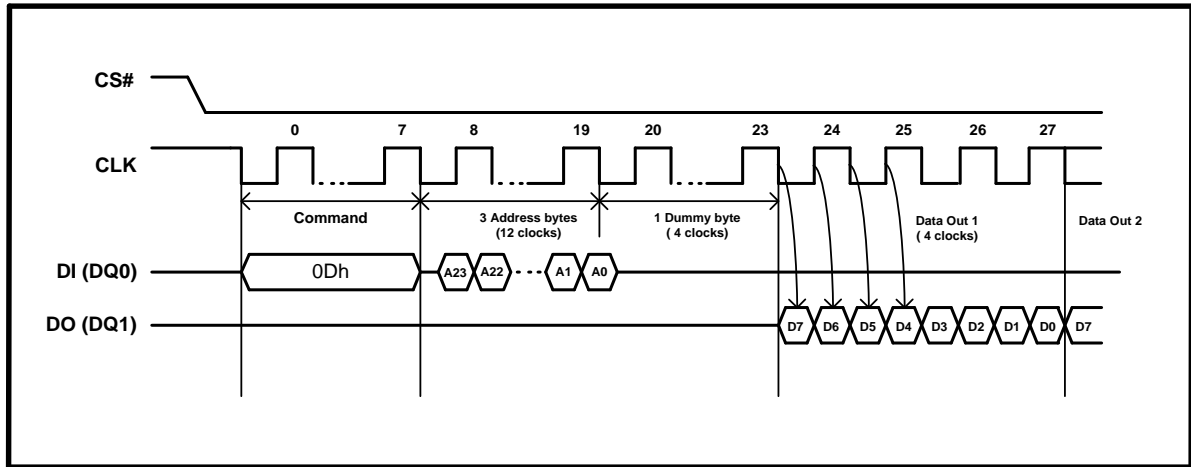 CS#
0 7 8 19 20 23 24 25 26 27
CLK
Command
3 Address bytes
(12 clocks)
1 Dummy byte
( 4 clocks)
Data Out 1
( 4 clocks)
Data Out 2
DI (DQ0)
0Dh
A23 A22 A1 A0
DO (DQ1)
D7 D6 D5 D4 D3 D2 D1 D0 D7